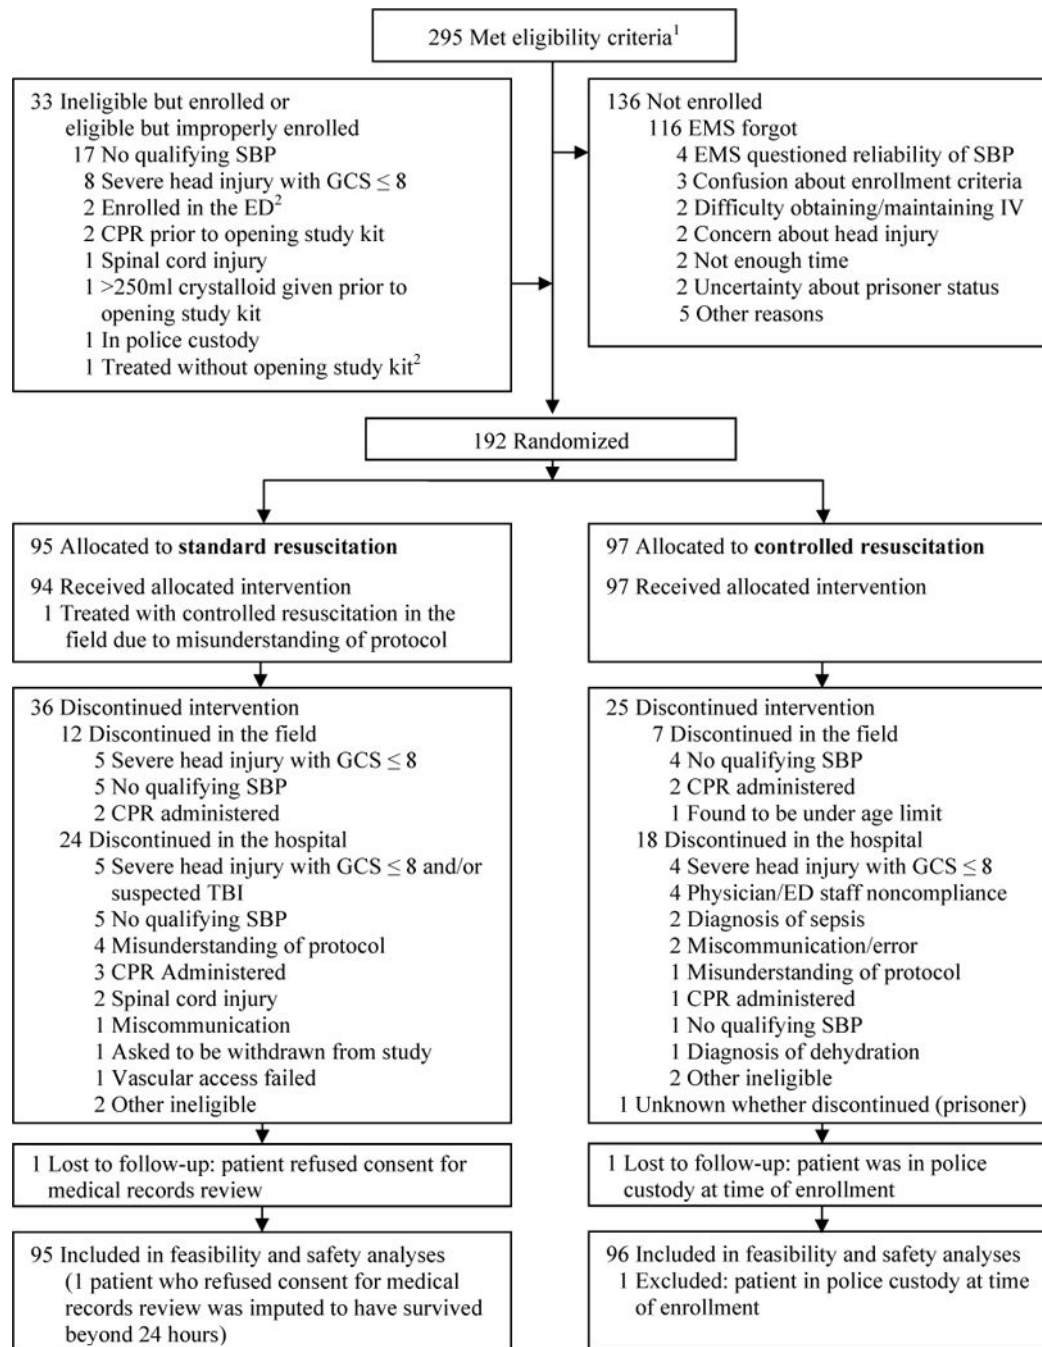 295 Met eligibility criteria1
33 Ineligible but enrolled or
eligible but improperly enrolled
17 No qualifying SBP
8 Severe head injury with GCS ≤ 8
2 Enrolled in the ED2
2 CPR prior to opening study kit
1 Spinal cord injury
1 >250ml crystalloid given prior to
opening study kit
1 In police custody
1 Treated without opening study kit2
136 Not enrolled
116 EMS forgot
4 EMS questioned reliability of SBP
3 Confusion about enrollment criteria
2 Difficulty obtaining/maintaining IV
2 Concern about head injury
2 Not enough time
2 Uncertainty about prisoner status
5 Other reasons
192 Randomized
95 Allocated to standard resuscitation
94 Received allocated intervention
1 Treated with controlled resuscitation in the
field due to misunderstanding of protocol
97 Allocated to controlled resuscitation
97 Received allocated intervention
36 Discontinued intervention
12 Discontinued in the field
5 Severe head injury with GCS ≤ 8
5 No qualifying SBP
2 CPR administered
24 Discontinued in the hospital
5 Severe head injury with GCS ≤ 8 and/or
suspected TBI
5 No qualifying SBP
4 Misunderstanding of protocol
3 CPR Administered
2 Spinal cord injury
1 Miscommunication
1 Asked to be withdrawn from study
1 Vascular access failed
2 Other ineligible
25 Discontinued intervention
7 Discontinued in the field
4 No qualifying SBP
2 CPR administered
1 Found to be under age limit
18 Discontinued in the hospital
4 Severe head injury with GCS ≤ 8
4 Physician/ED staff noncompliance
2 Diagnosis of sepsis
2 Miscommunication/error
1 Misunderstanding of protocol
1 CPR administered
1 No qualifying SBP
1 Diagnosis of dehydration
2 Other ineligible
1 Unknown whether discontinued (prisoner)
1 Lost to follow-up: patient refused consent for
medical records review
1 Lost to follow-up: patient was in police
custody at time of enrollment
95 Included in feasibility and safety analyses
(1 patient who refused consent for medical
records review was imputed to have survived
beyond 24 hours)
96 Included in feasibility and safety analyses
1 Excluded: patient in police custody at time
of enrollment